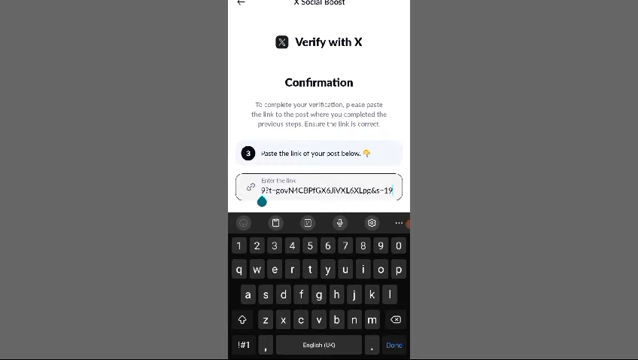 X Social Boost
Verify with X
Confirmation
To complete your verification, please paste
the link to the post where you completed the
previous steps. Ensure the link is correct.
3 Paste the link of your post below. 👇
Enter the link
1 2 3 4 5 6 7 8 9 0
q w e r t y u i o p
a s d f g h j k l
z x c v b n m
!#1 , English (UK) . Done